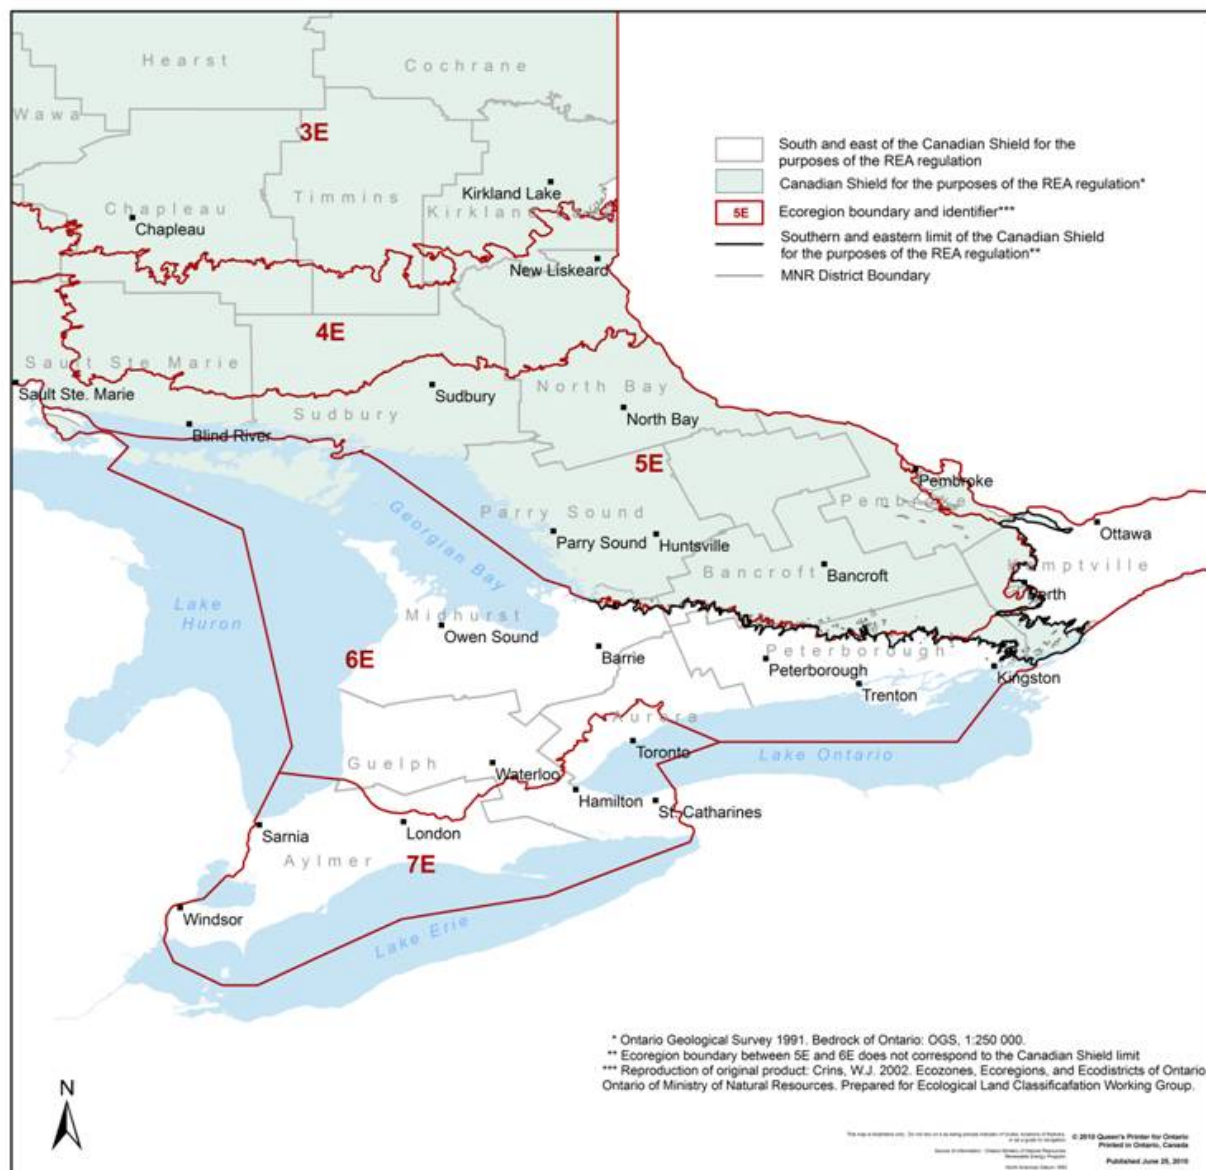 Hearst
Cochrane
Wawa
3E
South and east of the Canadian Shield for the
purposes of the REA regulation
Canadian Shield for the purposes of the REA regulation*
5E
Ecoregion boundary and identifier***
Southern and eastern limit of the Canadian Shield
for the purposes of the REA regulation**
MNR District Boundary
Kirkland Lake
Timmins
Chapleau
Kirkland
Chapleau
New Liskeard
4E
Sault Ste Marie
North Bay
Sault Ste. Marie
Sudbury
Sudbury
North Bay
Blind River
5E
Pembroke
Pembroke
Georgian Bay
Parry Sound
Ottawa
Parry Sound
Huntsville
Kemptville
Bancroft
Bancroft
Perth
Lake
Huron
Midhurst
Owen Sound
6E
Barrie
Peterborough
Peterborough
Kingston
Trenton
Aurora
Toronto
Lake Ontario
Guelph
Waterloo
Hamilton
St. Catharines
Sarnia
London
Aylmer
7E
Windsor
Lake Erie
* Ontario Geological Survey 1991. Bedrock of Ontario: OGS, 1:250 000.
** Ecoregion boundary between 5E and 6E does not correspond to the Canadian Shield limit
*** Reproduction of original product: Crins, W.J. 2002. Ecozones, Ecoregions, and Ecodistricts of Ontario
Ontario of Ministry of Natural Resources. Prepared for Ecological Land Classificafation Working Group.
N
© 2010 Queen's Printer for Ontario
Printed in Ontario, Canada
Published June 25, 2010